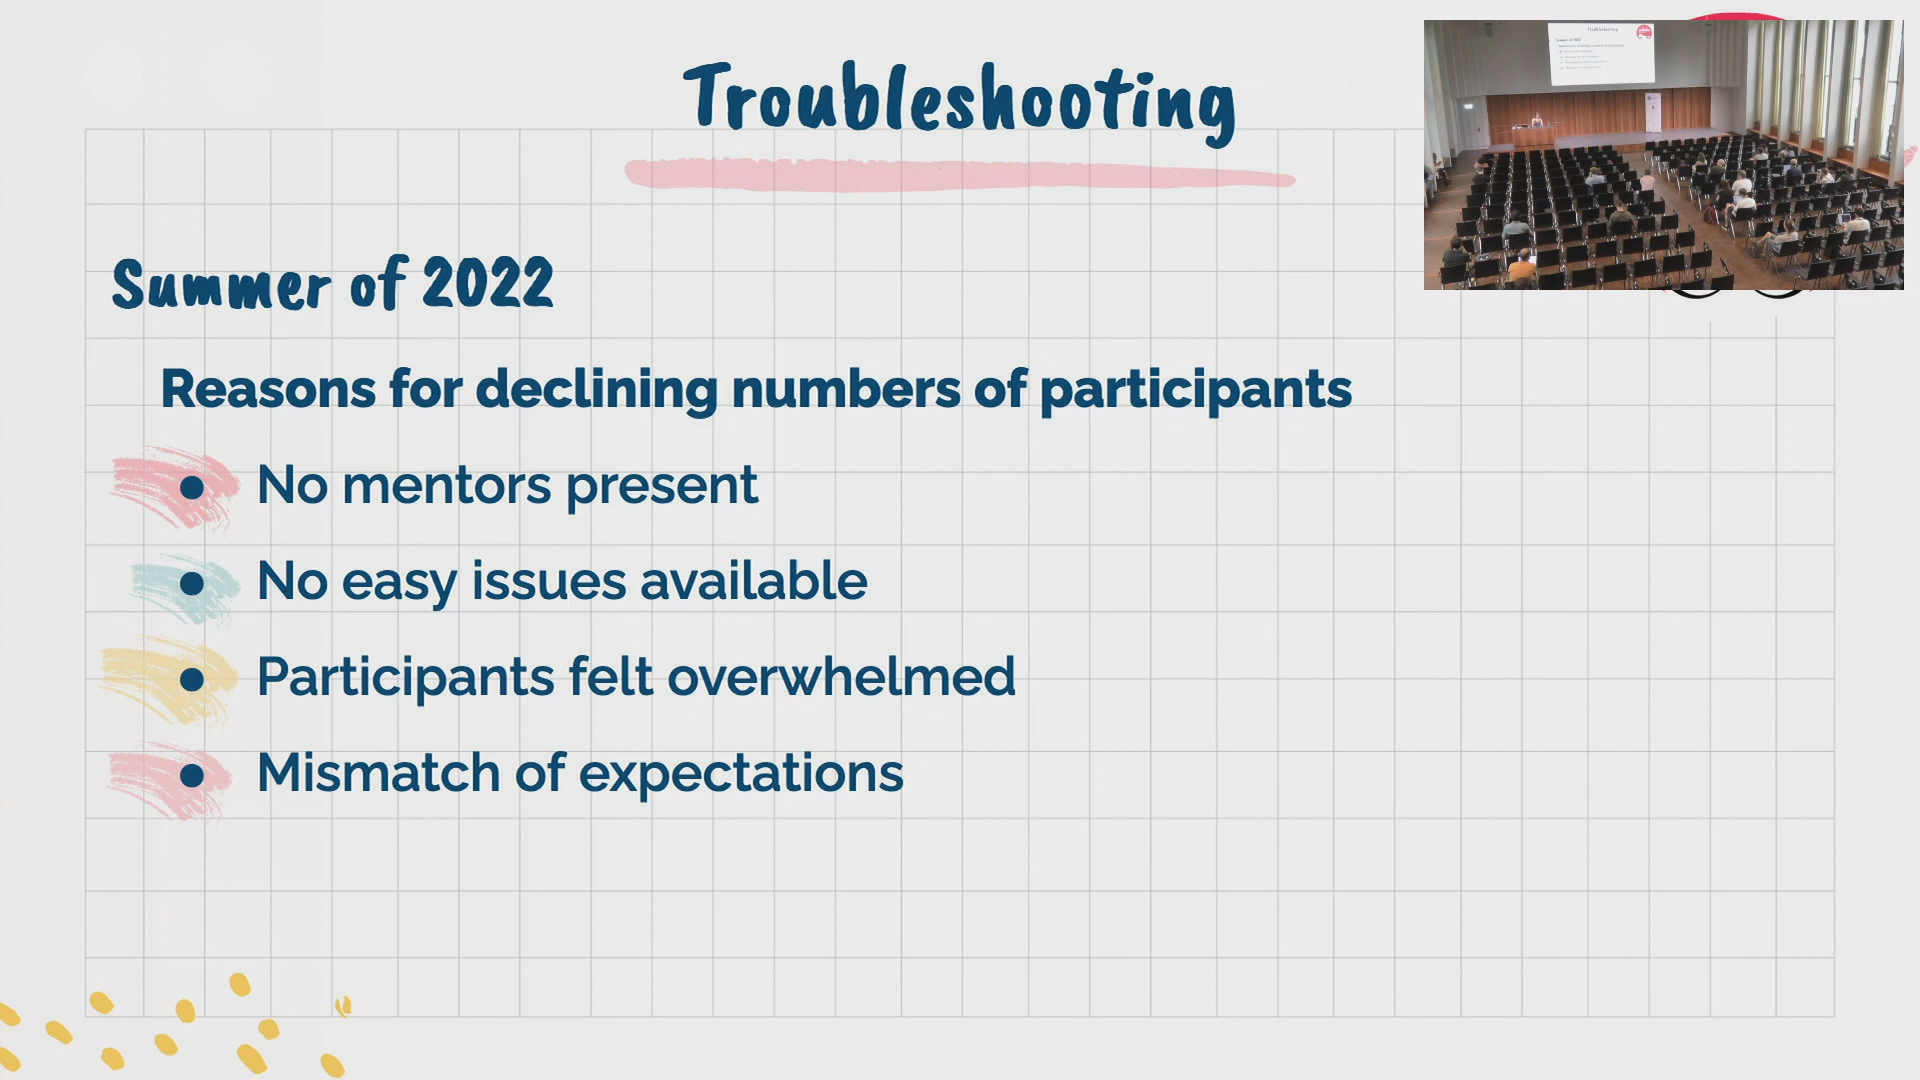 Troubleshooting
Summer of 2022
Reasons for declining numbers of participants
• No mentors present
• No easy issues available
• Participants felt overwhelmed
• Mismatch of expectations